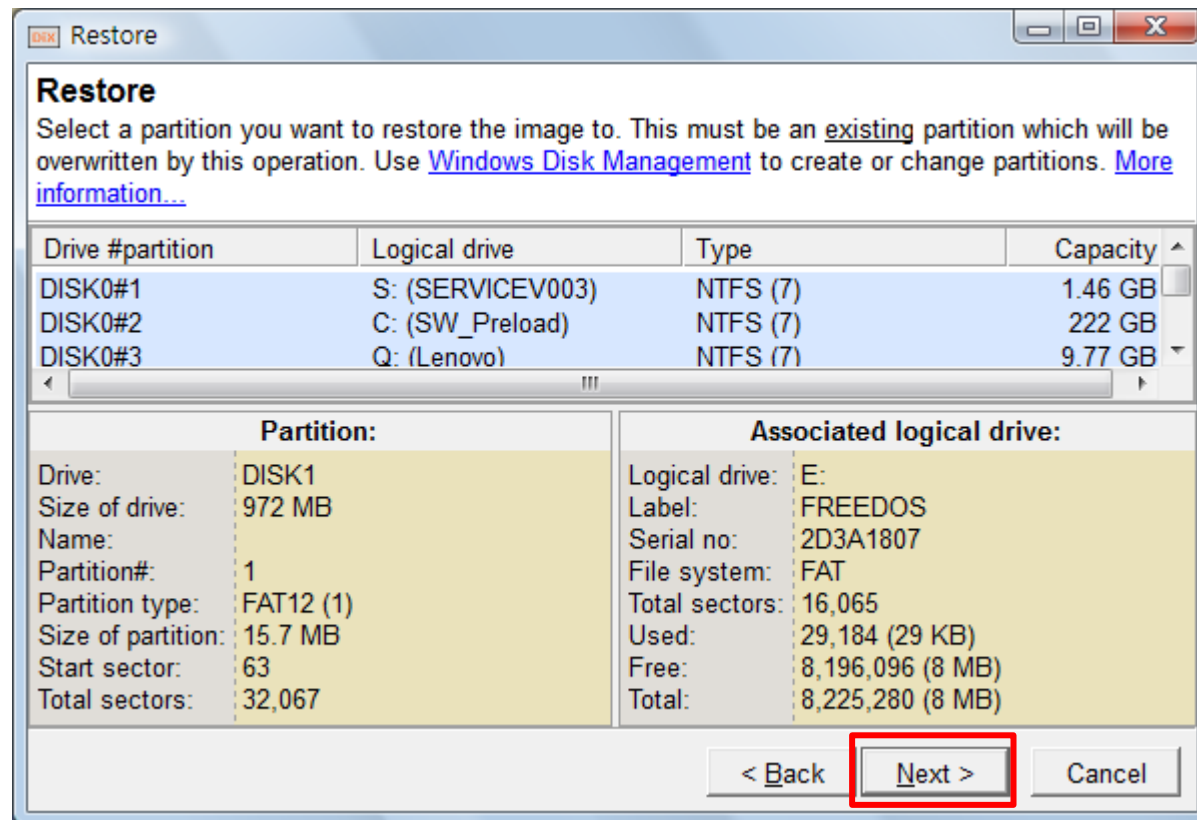 DiX Restore
Restore
Select a partition you want to restore the image to. This must be an existing partition which will be
overwritten by this operation. Use Windows Disk Management to create or change partitions. More
information...
Drive #partition Logical drive Type Capacity
DISK0#1 S: (SERVICEV003) NTFS (7) 1.46 GB
DISK0#2 C: (SW_Preload) NTFS (7) 222 GB
DISK0#3 Q: (Lenovo) NTFS (7) 9.77 GB
Partition:
Drive: DISK1
Size of drive: 972 MB
Name:
Partition#: 1
Partition type: FAT12 (1)
Size of partition: 15.7 MB
Start sector: 63
Total sectors: 32,067
Associated logical drive:
Logical drive: E:
Label: FREEDOS
Serial no: 2D3A1807
File system: FAT
Total sectors: 16,065
Used: 29,184 (29 KB)
Free: 8,196,096 (8 MB)
Total: 8,225,280 (8 MB)
< Back Next > Cancel